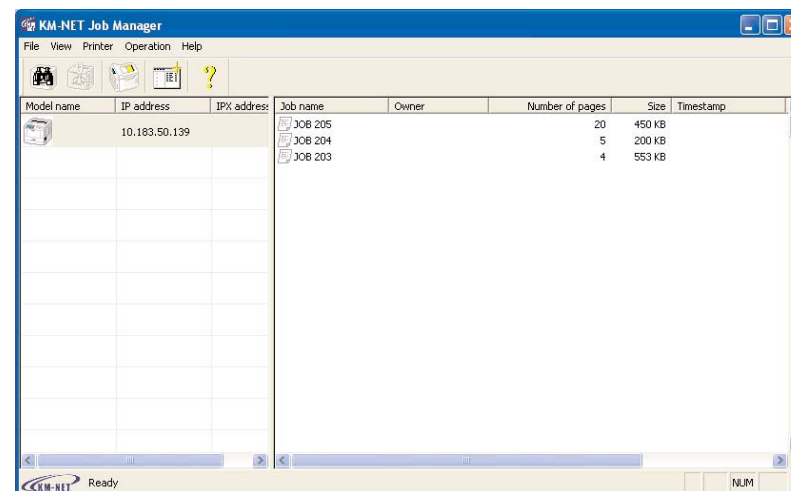 KM-NET Job Manager
File View Printer Operation Help
Model name IP address IPX address Job name Owner Number of pages Size Timestamp
10.183.50.139
JOB 205 20 450 KB
JOB 204 5 200 KB
JOB 203 4 553 KB
KM-NET Ready NUM